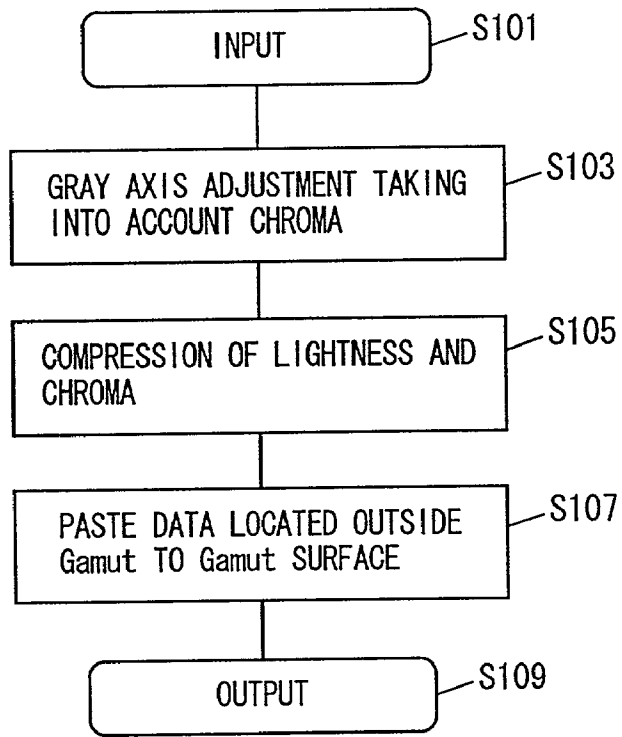 INPUT
S101
GRAY AXIS ADJUSTMENT TAKING
INTO ACCOUNT CHROMA
S103
COMPRESSION OF LIGHTNESS AND
CHROMA
S105
PASTE DATA LOCATED OUTSIDE
Gamut TO Gamut SURFACE
S107
OUTPUT
S109